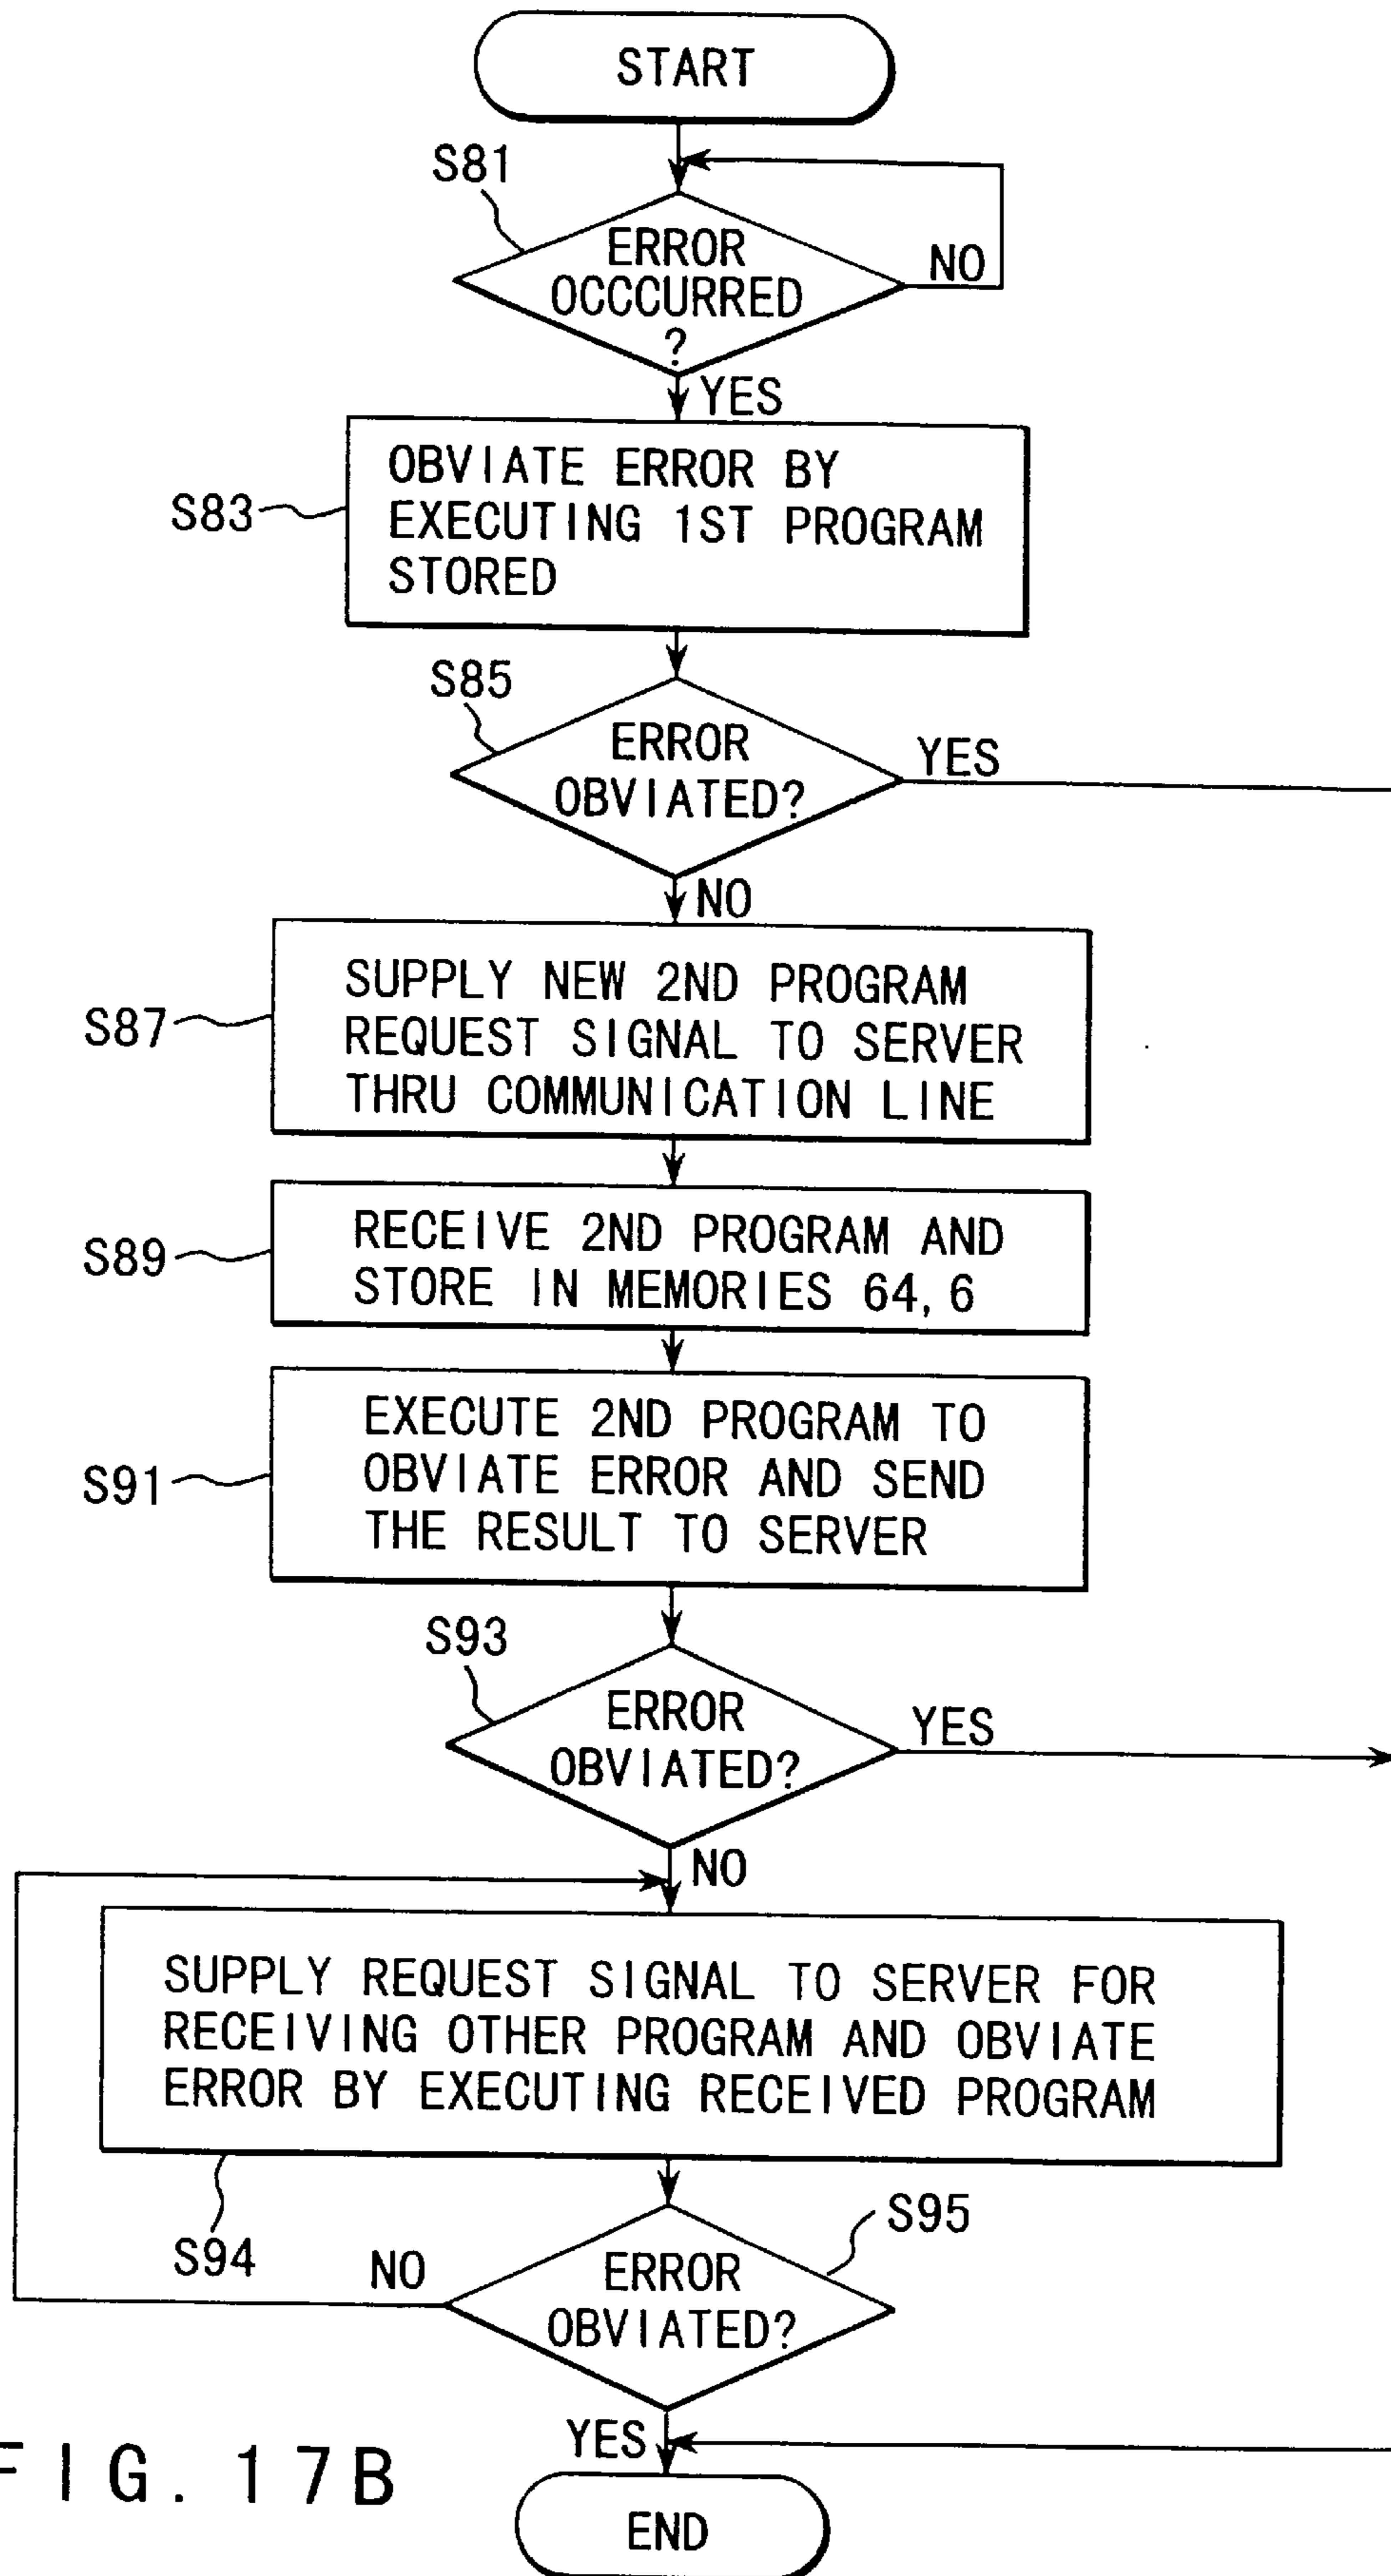 START
S81
ERROR
OCCCURRED
?
NO
YES
S83
OBVIATE ERROR BY
EXECUTING 1ST PROGRAM
STORED
S85
ERROR
OBVIATED?
YES
NO
S87
SUPPLY NEW 2ND PROGRAM
REQUEST SIGNAL TO SERVER
THRU COMMUNICATION LINE
S89
RECEIVE 2ND PROGRAM AND
STORE IN MEMORIES 64, 6
S91
EXECUTE 2ND PROGRAM TO
OBVIATE ERROR AND SEND
THE RESULT TO SERVER
S93
ERROR
OBVIATED?
YES
NO
SUPPLY REQUEST SIGNAL TO SERVER FOR
RECEIVING OTHER PROGRAM AND OBVIATE
ERROR BY EXECUTING RECEIVED PROGRAM
S94
S95
NO
ERROR
OBVIATED?
YES
FIG. 17B
END